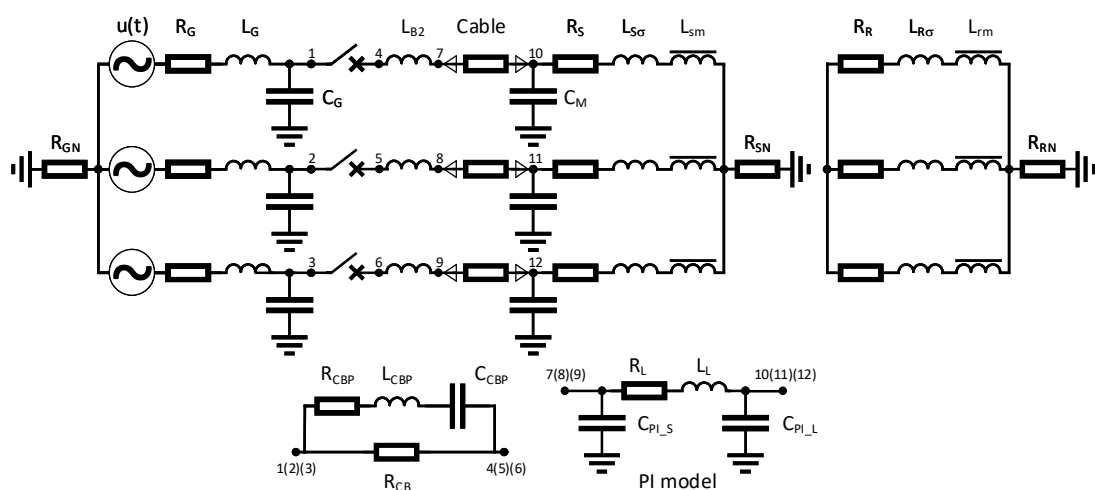 u(t) R_G L_G L_B2 Cable R_S L_Sσ L_sm R_R L_Rσ L_rm
1 4 7 10
C_G C_M
R_GN 2 5 8 11 R_SN R_RN
3 6 9 12
R_CBP L_CBP C_CBP
7(8)(9) R_L L_L 10(11)(12)
C_PI_S C_PI_L
1(2)(3) 4(5)(6)
R_CB PI model